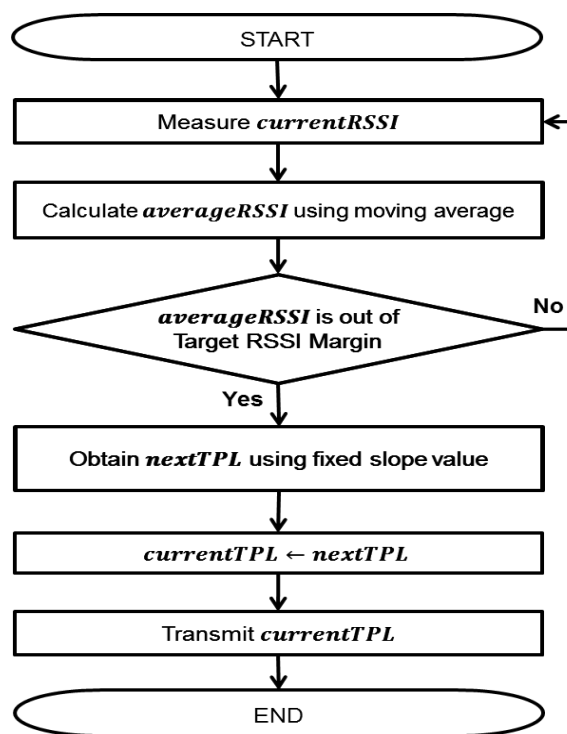 START
Measure currentRSSI
Calculate averageRSSI using moving average
averageRSSI is out of
Target RSSI Margin
No
Yes
Obtain nextTPL using fixed slope value
currentTPL ← nextTPL
Transmit currentTPL
END